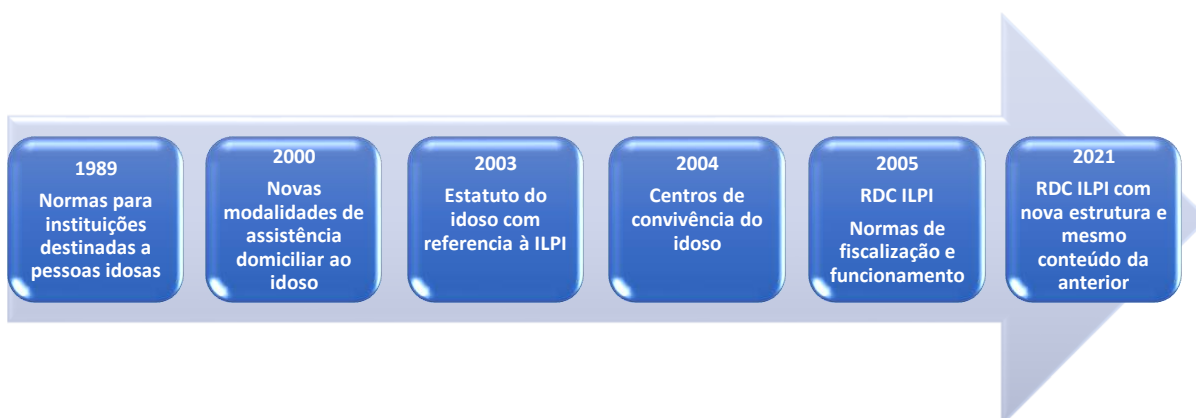 1989
Normas para
instituições
destinadas a
pessoas idosas
2000
Novas
modalidades de
assistência
domiciliar ao
idoso
2003
Estatuto do
idoso com
referencia à ILPI
2004
Centros de
convivência do
idoso
2005
RDC ILPI
Normas de
fiscalização e
funcionamento
2021
RDC ILPI com
nova estrutura e
mesmo
conteúdo da
anterior